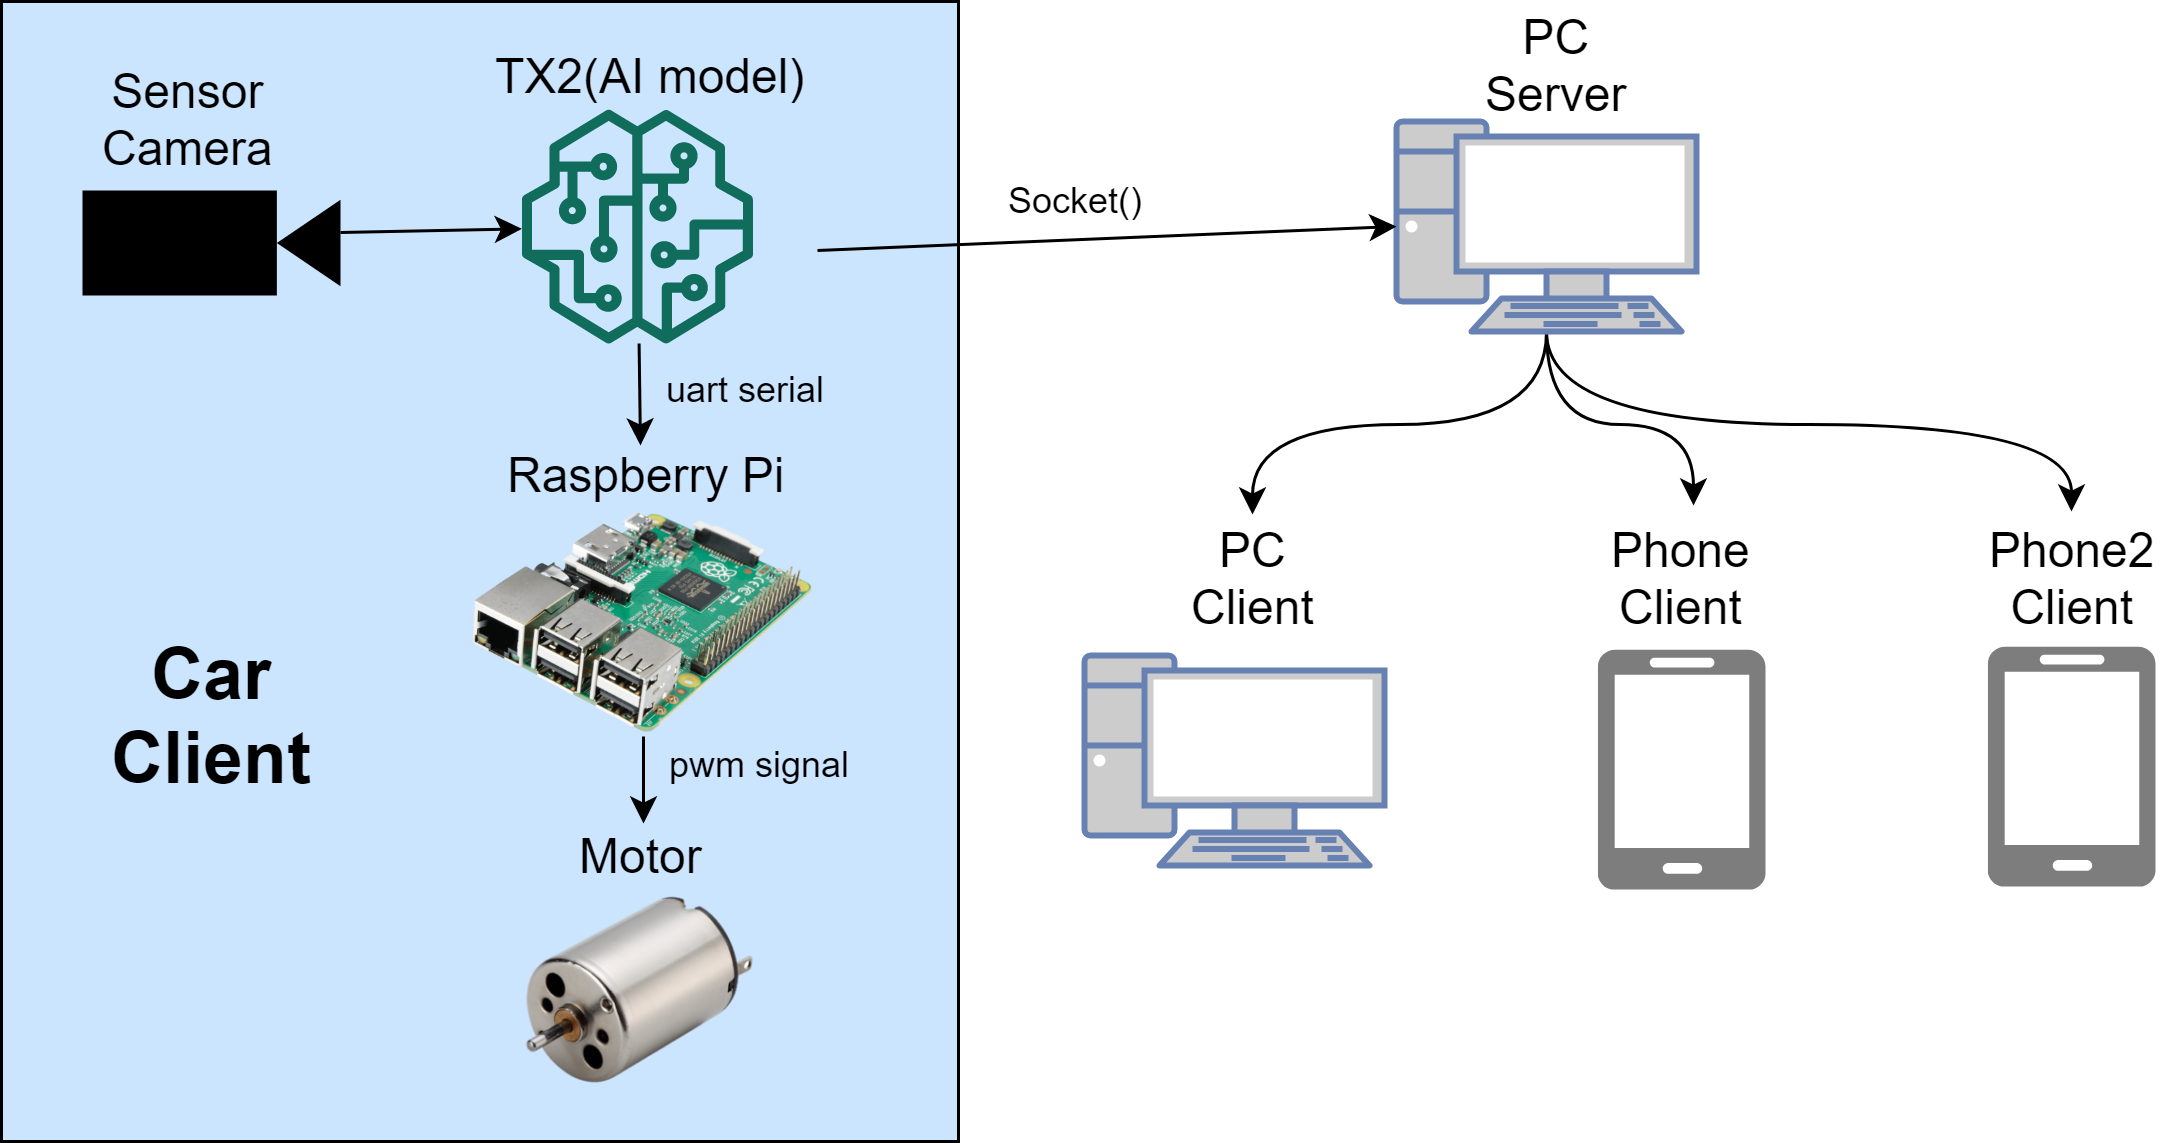 Sensor
Camera
TX2(AI model)
uart serial
Raspberry Pi
pwm signal
Motor
Car
Client
Socket()
PC
Server
PC
Client
Phone
Client
Phone2
Client